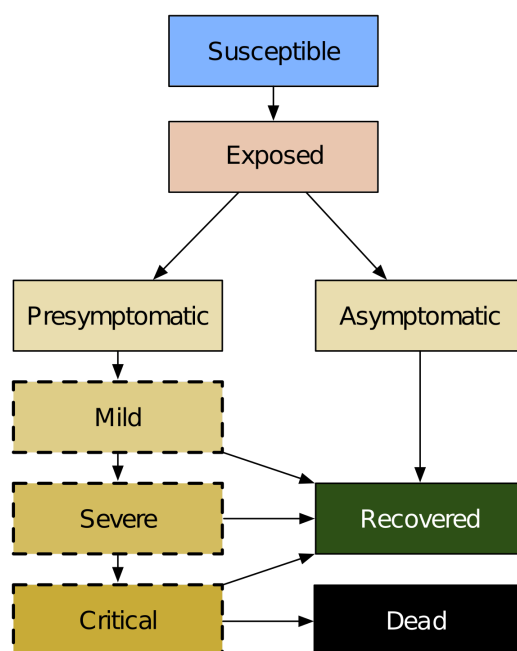 Susceptible
Exposed
Presymptomatic
Asymptomatic
Mild
Severe
Recovered
Critical
Dead